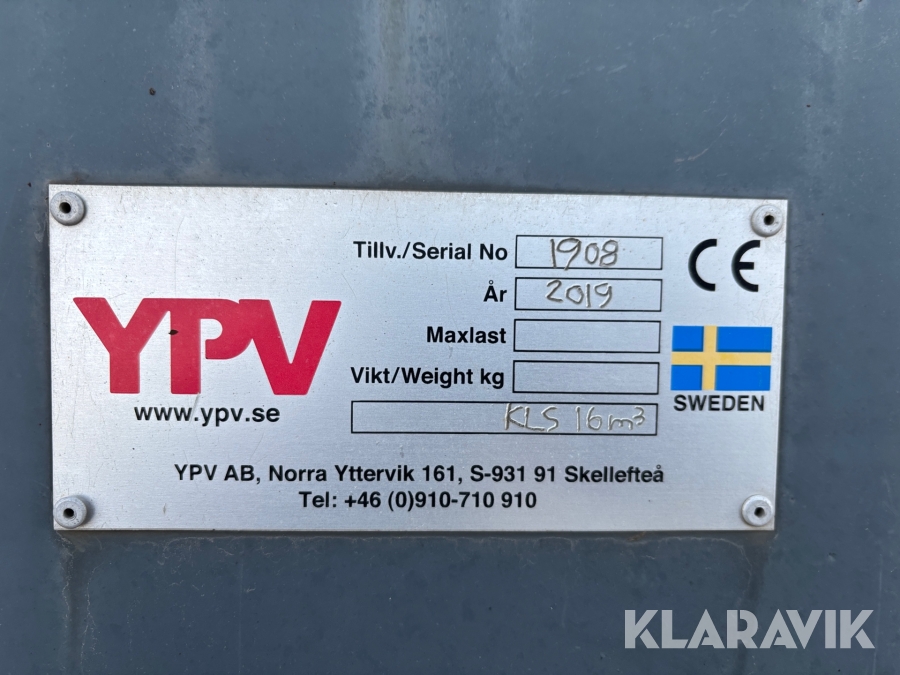 Tillv./Serial No 1908
År 2019
Maxlast
Vikt/Weight kg
KLS 16m³
YPV
www.ypv.se
CE
SWEDEN
YPV AB, Norra Yttervik 161, S-931 91 Skellefteå
Tel: +46 (0)910-710 910
KLARAVIK